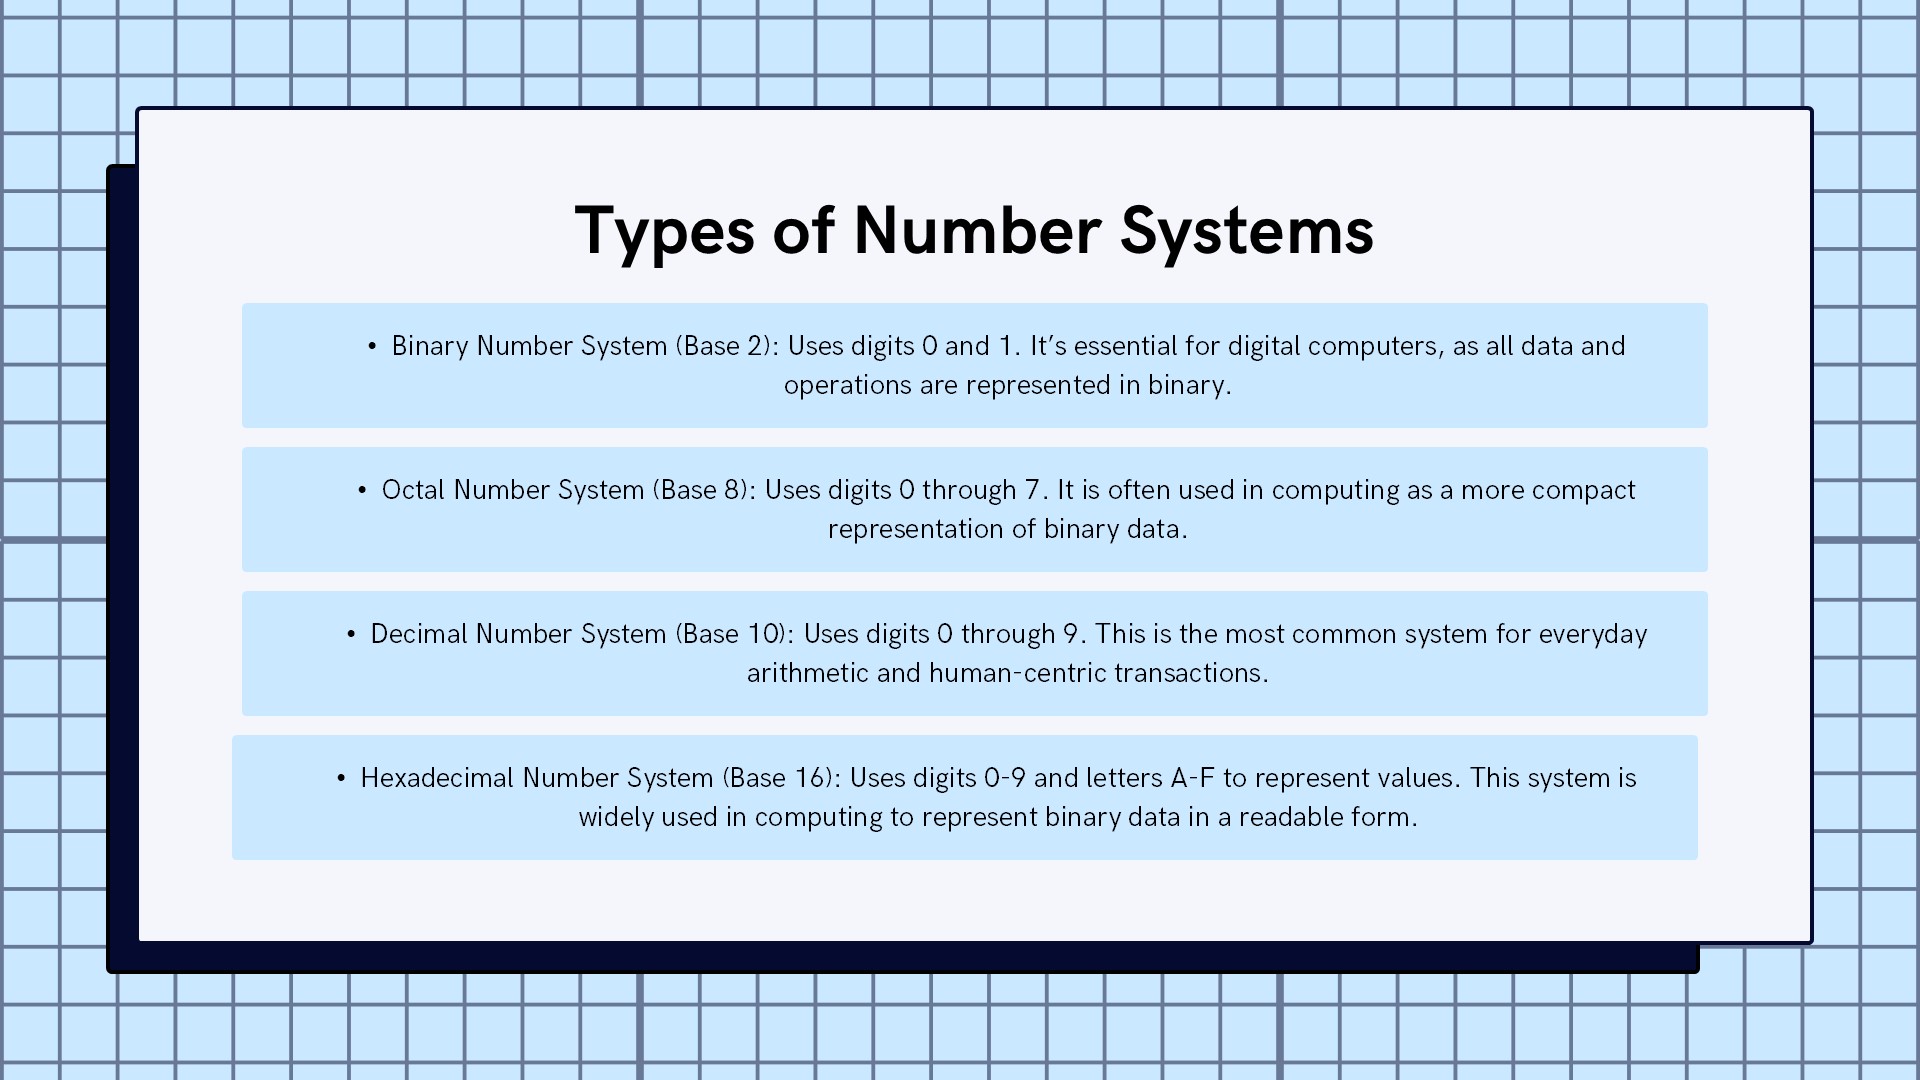 Types of Number Systems
• Binary Number System (Base 2): Uses digits 0 and 1. It’s essential for digital computers, as all data and
operations are represented in binary.
• Octal Number System (Base 8): Uses digits 0 through 7. It is often used in computing as a more compact
representation of binary data.
• Decimal Number System (Base 10): Uses digits 0 through 9. This is the most common system for everyday
arithmetic and human-centric transactions.
• Hexadecimal Number System (Base 16): Uses digits 0-9 and letters A-F to represent values. This system is
widely used in computing to represent binary data in a readable form.